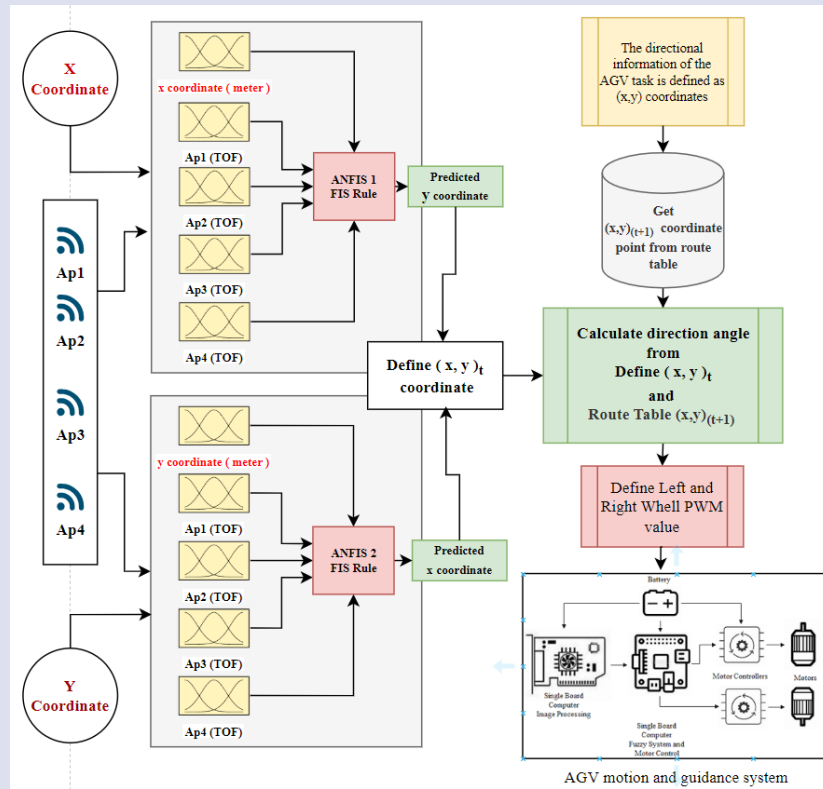 X
Coordinate
Ap1
Ap2
Ap3
Ap4
Y
Coordinate
x coordinate ( meter )
Ap1 (TOF)
Ap2 (TOF)
Ap3 (TOF)
Ap4 (TOF)
ANFIS 1
FIS Rule
Predicted
y coordinate
y coordinate ( meter )
Ap1 (TOF)
Ap2 (TOF)
Ap3 (TOF)
Ap4 (TOF)
ANFIS 2
FIS Rule
Predicted
x coordinate
Define ( x, y )t
coordinate
The directional
information of the
AGV task is defined as
(x,y) coordinates
Get
(x,y)(t+1) coordinate
point from route
table
Calculate direction angle
from
Define ( x, y )t
and
Route Table (x,y)(t+1)
Define Left and
Right Whell PWM
value
Battery
Single Board
Computer
Image Processing
Single Board
Computer
Fuzzy System and
Motor Control
Motor Controllers
Motors
AGV motion and guidance system